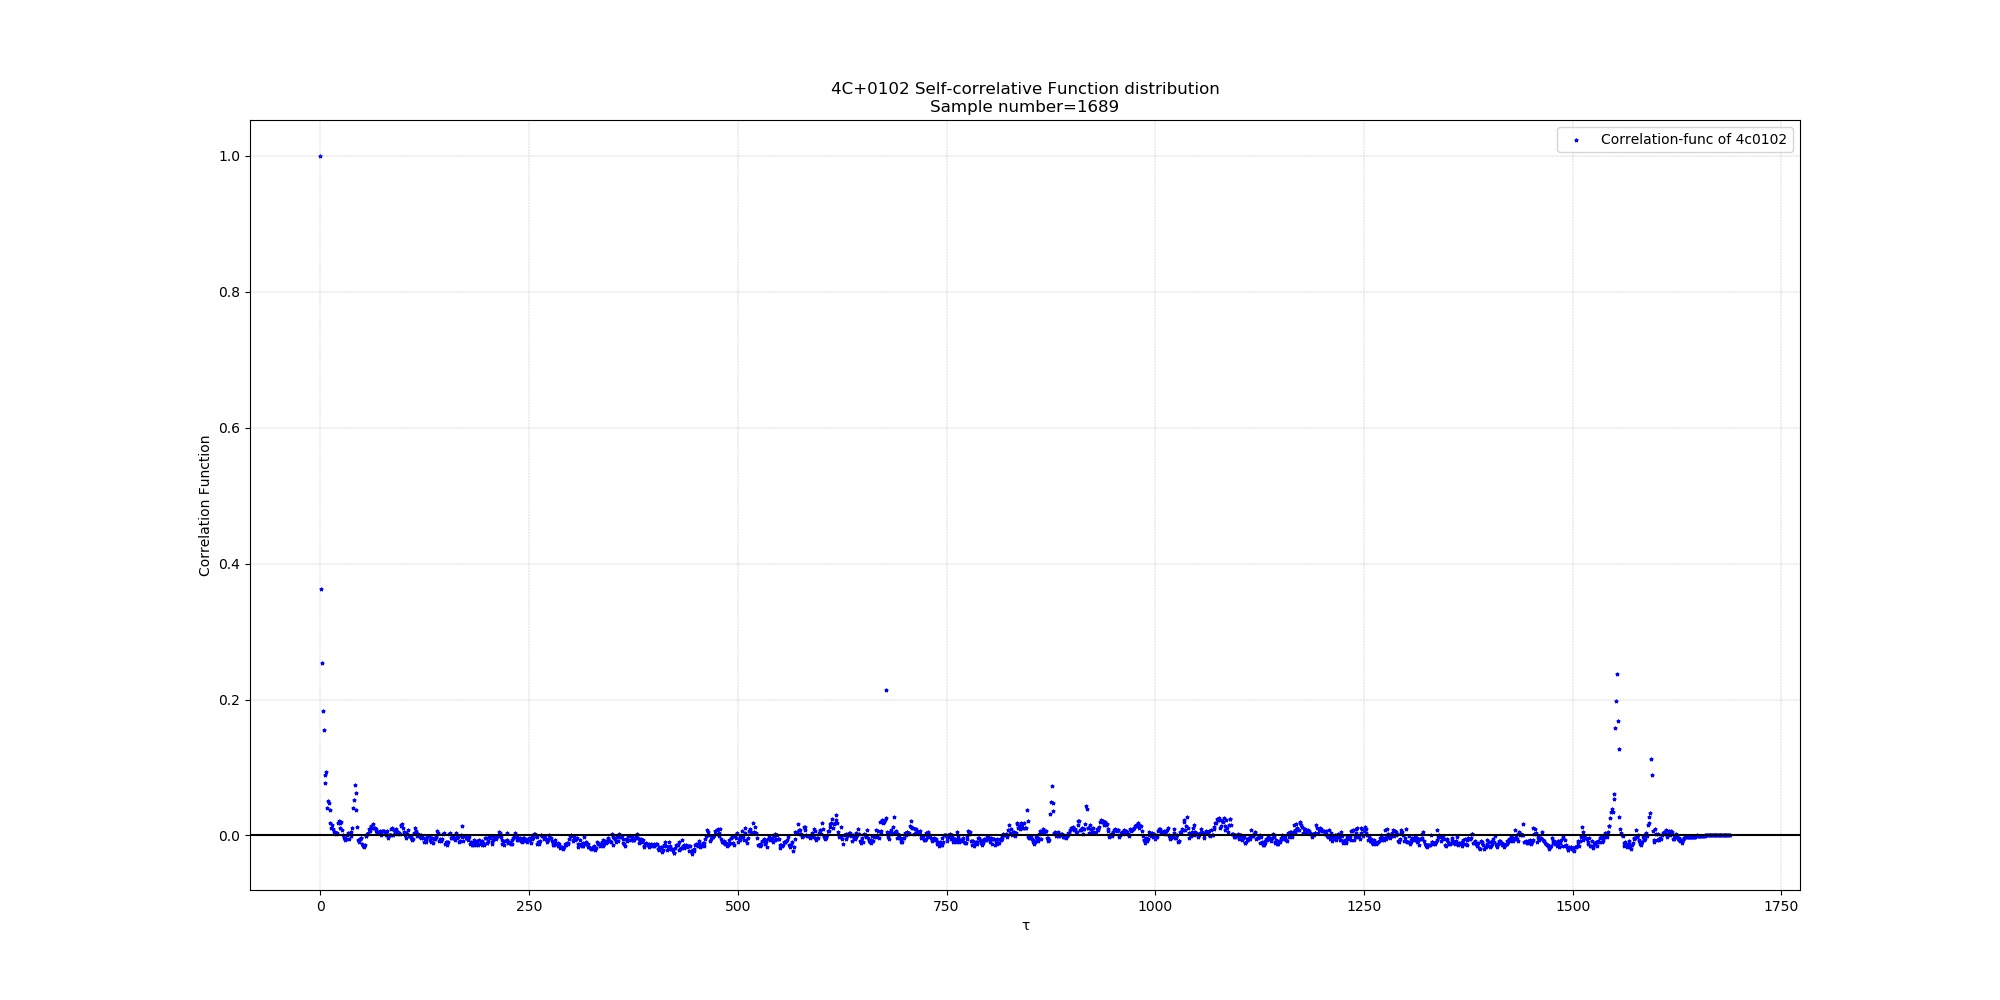 4C+0102 Self-correlative Function distribution
Sample number=1689
Correlation-func of 4c0102
1.0
0.8
0.6
0.4
0.2
0.0
Correlation Function
0 250 500 750 1000 1250 1500 1750
τ